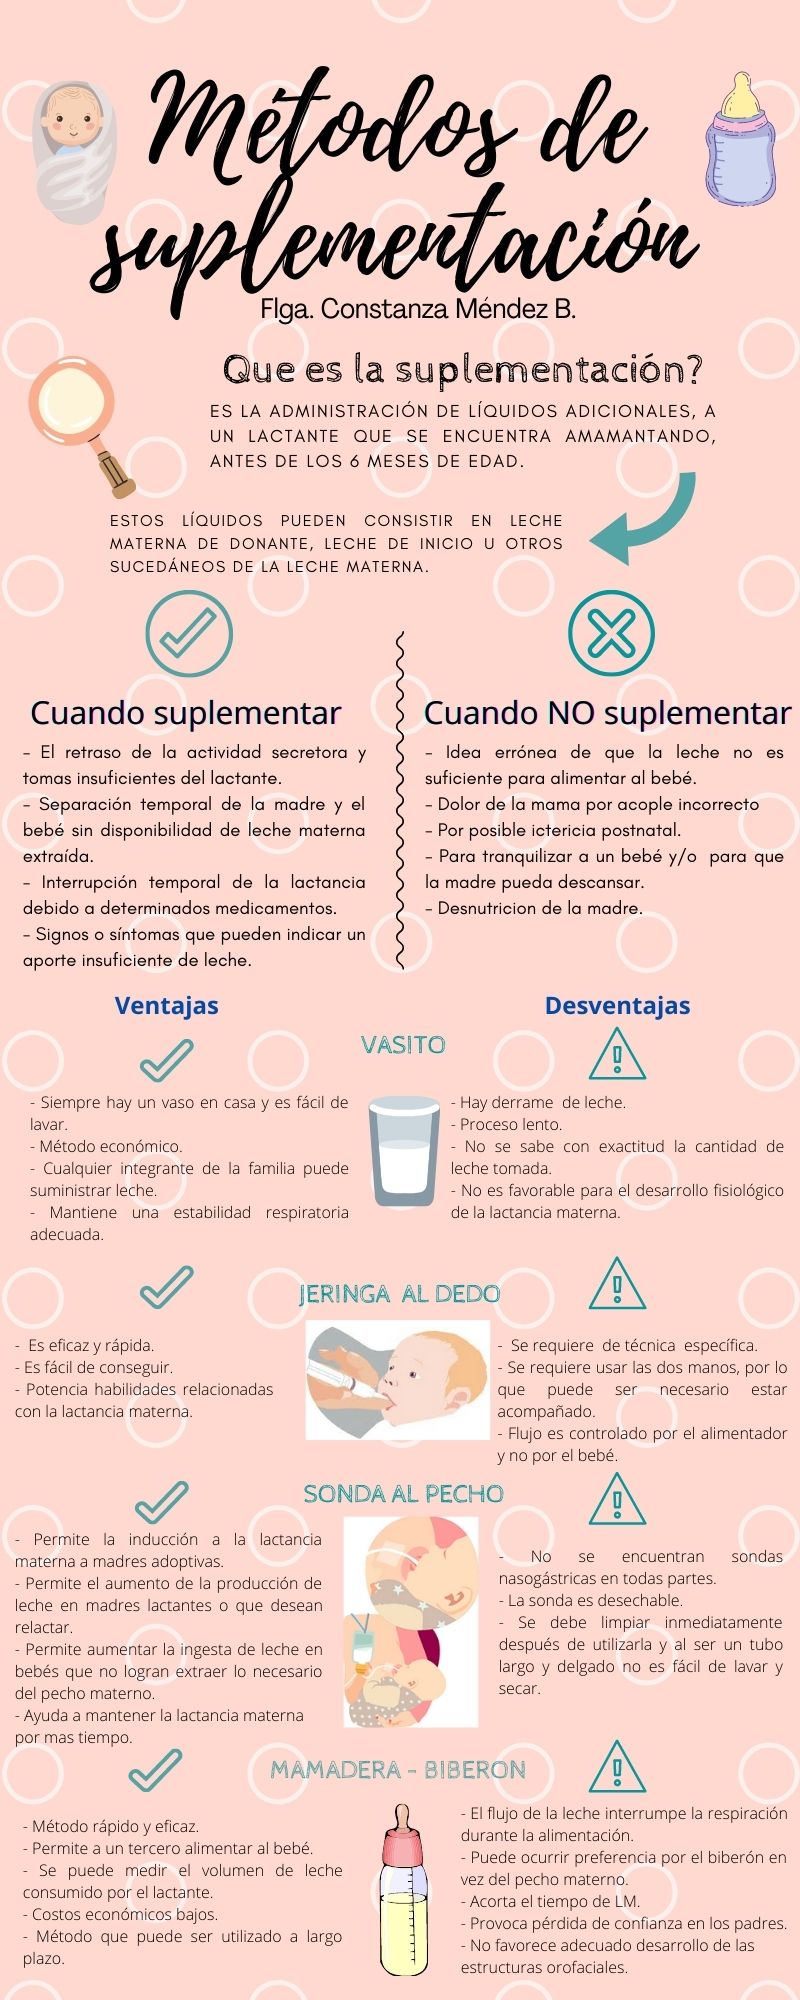 Métodos de
suplementación
Flga. Constanza Méndez B.
Que es la suplementación?
ES LA ADMINISTRACIÓN DE LÍQUIDOS ADICIONALES, A
UN LACTANTE QUE SE ENCUENTRA AMAMANTANDO,
ANTES DE LOS 6 MESES DE EDAD.
ESTOS LÍQUIDOS PUEDEN CONSISTIR EN LECHE
MATERNA DE DONANTE, LECHE DE INICIO U OTROS
SUCEDÁNEOS DE LA LECHE MATERNA.
Cuando suplementar
- El retraso de la actividad secretora y
tomas insuficientes del lactante.
- Separación temporal de la madre y el
bebé sin disponibilidad de leche materna
extraída.
- Interrupción temporal de la lactancia
debido a determinados medicamentos.
- Signos o síntomas que pueden indicar un
aporte insuficiente de leche.
Cuando NO suplementar
- Idea errónea de que la leche no es
suficiente para alimentar al bebé.
- Dolor de la mama por acople incorrecto
- Por posible ictericia postnatal.
- Para tranquilizar a un bebé y/o para que
la madre pueda descansar.
- Desnutricion de la madre.
Ventajas
Desventajas
VASITO
- Siempre hay un vaso en casa y es fácil de
lavar.
- Método económico.
- Cualquier integrante de la familia puede
suministrar leche.
- Mantiene una estabilidad respiratoria
adecuada.
- Hay derrame de leche.
- Proceso lento.
- No se sabe con exactitud la cantidad de
leche tomada.
- No es favorable para el desarrollo fisiológico
de la lactancia materna.
JERINGA AL DEDO
- Es eficaz y rápida.
- Es fácil de conseguir.
- Potencia habilidades relacionadas
con la lactancia materna.
- Se requiere de técnica específica.
- Se requiere usar las dos manos, por lo
que puede ser necesario estar
acompañado.
- Flujo es controlado por el alimentador
y no por el bebé.
SONDA AL PECHO
- Permite la inducción a la lactancia
materna a madres adoptivas.
- Permite el aumento de la producción de
leche en madres lactantes o que desean
relactar.
- Permite aumentar la ingesta de leche en
bebés que no logran extraer lo necesario
del pecho materno.
- Ayuda a mantener la lactancia materna
por mas tiempo.
- No se encuentran sondas
nasogástricas en todas partes.
- La sonda es desechable.
- Se debe limpiar inmediatamente
después de utilizarla y al ser un tubo
largo y delgado no es fácil de lavar y
secar.
MAMADERA - BIBERON
- Método rápido y eficaz.
- Permite a un tercero alimentar al bebé.
- Se puede medir el volumen de leche
consumido por el lactante.
- Costos económicos bajos.
- Método que puede ser utilizado a largo
plazo.
- El flujo de la leche interrumpe la respiración
durante la alimentación.
- Puede ocurrir preferencia por el biberón en
vez del pecho materno.
- Acorta el tiempo de LM.
- Provoca pérdida de confianza en los padres.
- No favorece adecuado desarrollo de las
estructuras orofaciales.